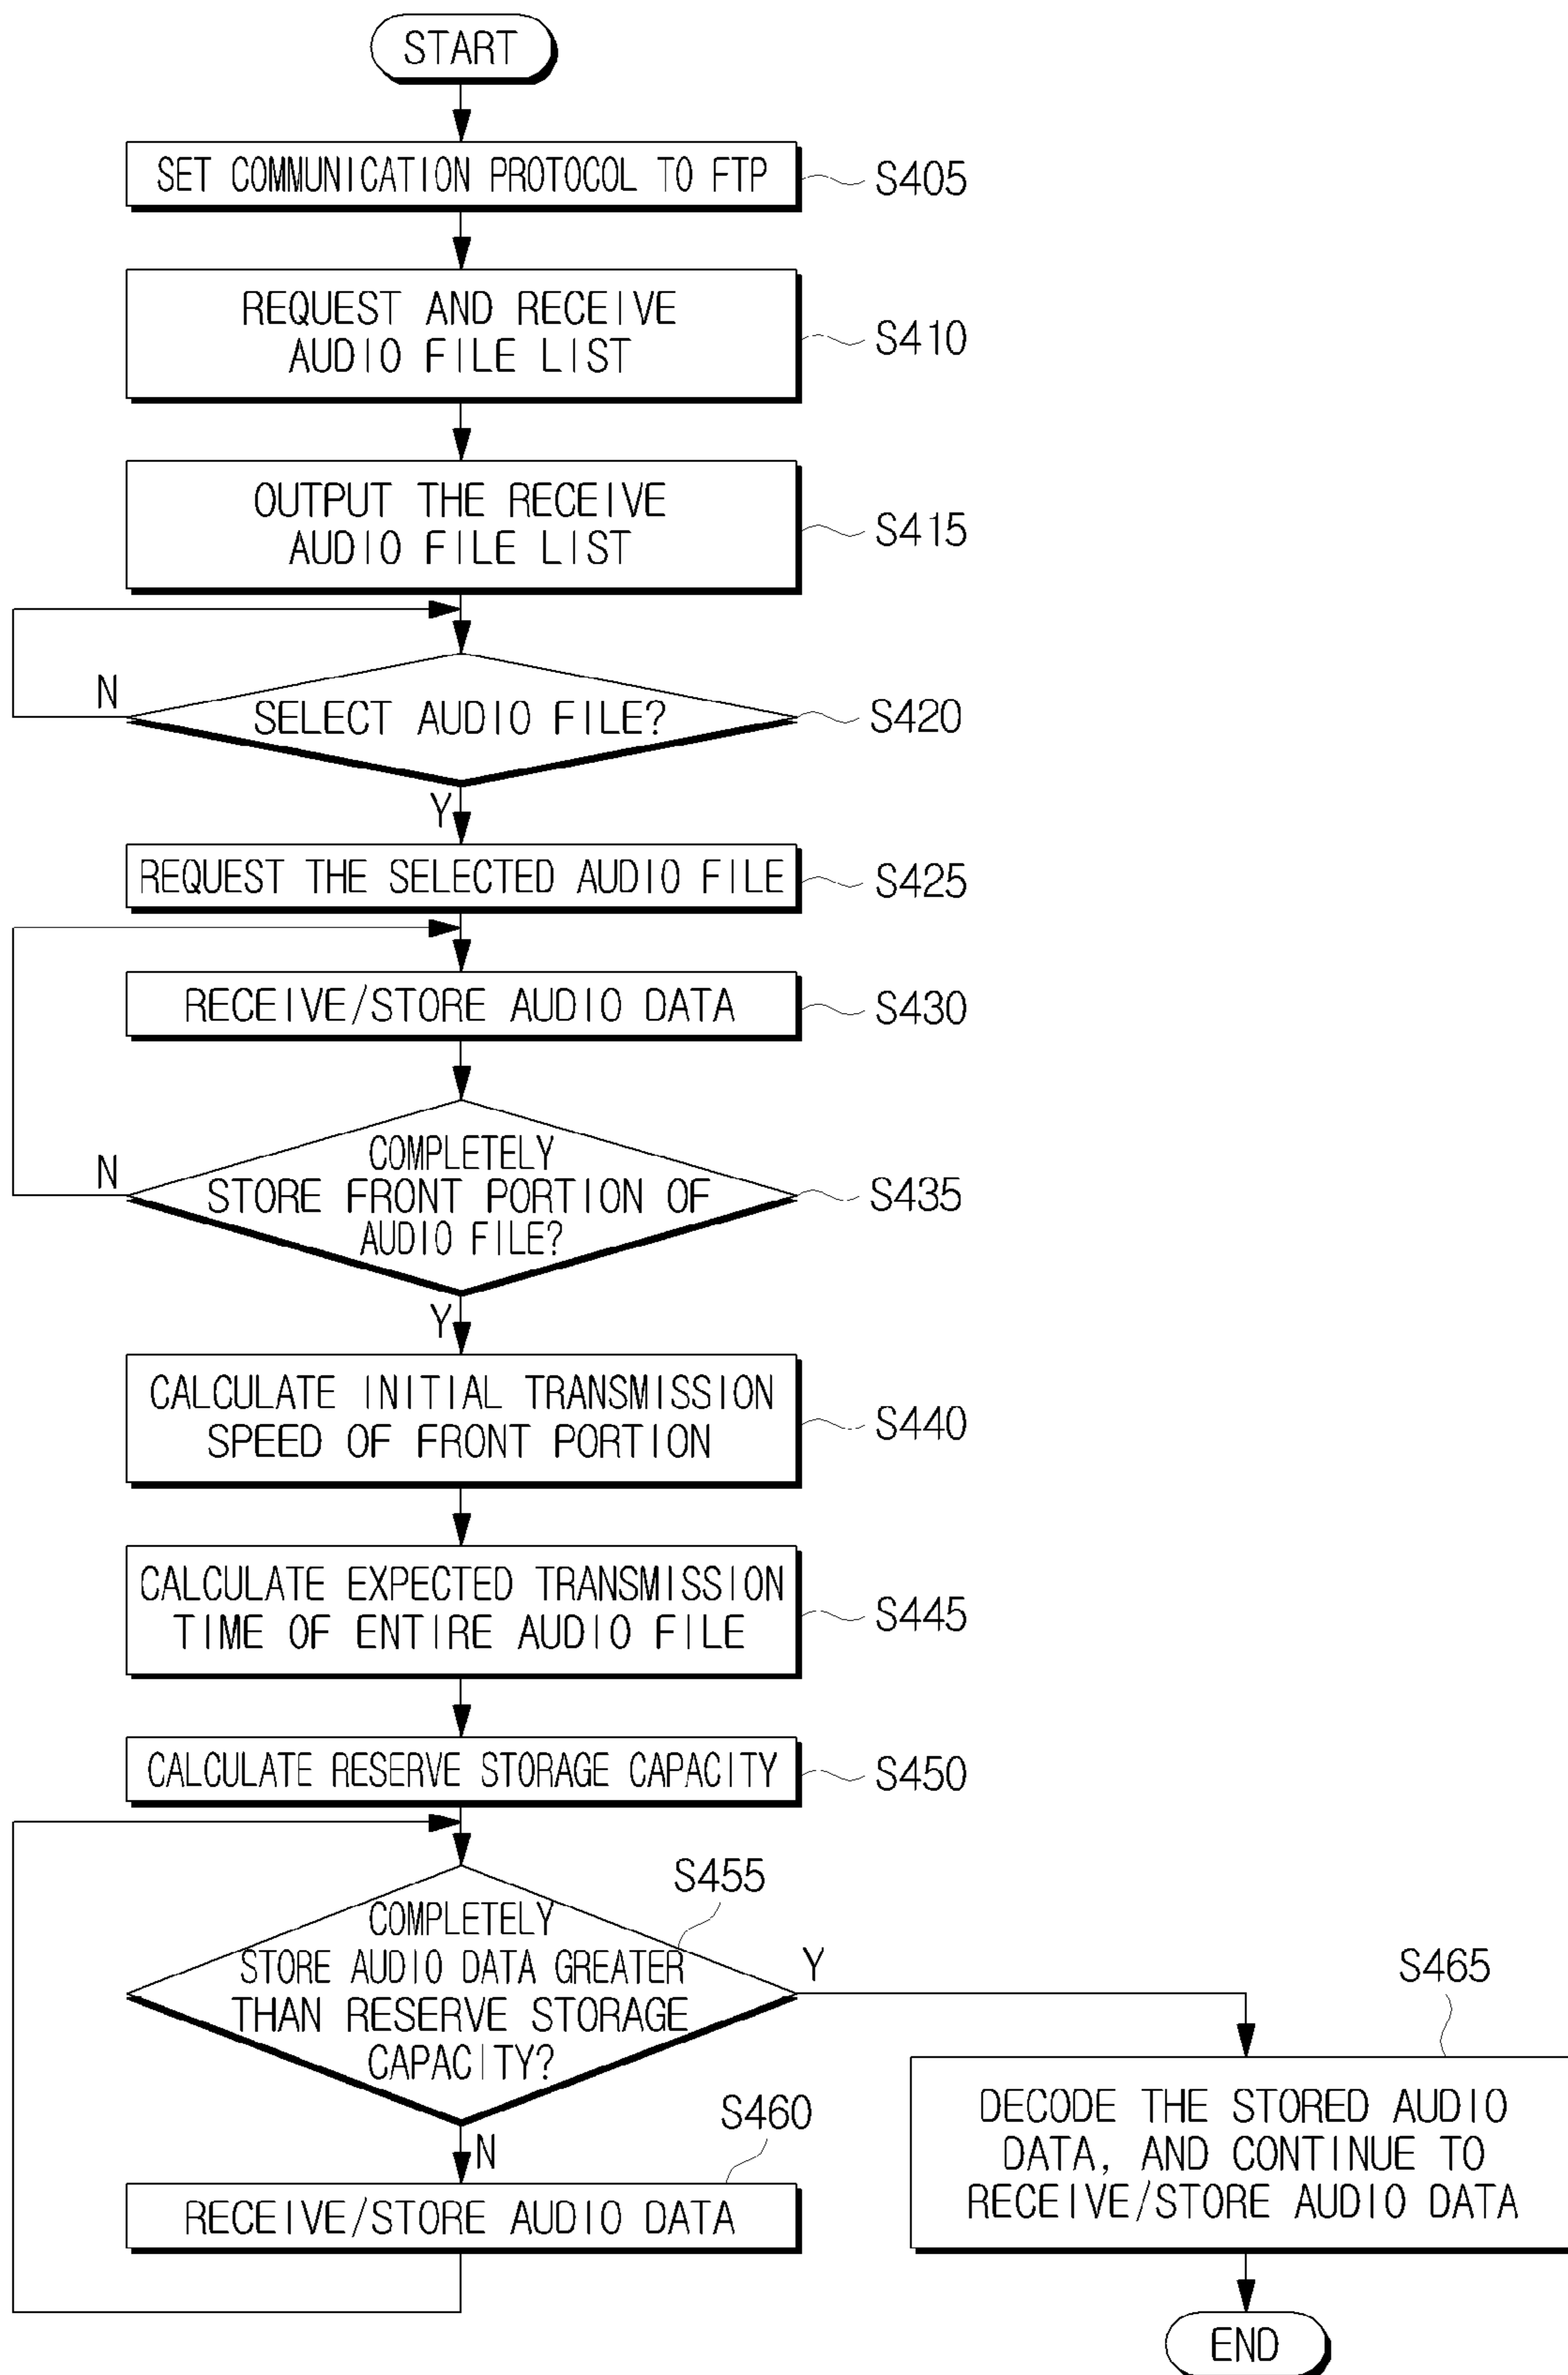 START
SET COMMUNICATION PROTOCOL TO FTP
S405
REQUEST AND RECEIVE
AUDIO FILE LIST
S410
OUTPUT THE RECEIVE
AUDIO FILE LIST
S415
N
SELECT AUDIO FILE?
S420
Y
REQUEST THE SELECTED AUDIO FILE
S425
RECEIVE/STORE AUDIO DATA
S430
N
COMPLETELY
STORE FRONT PORTION OF
AUDIO FILE?
S435
Y
CALCULATE INITIAL TRANSMISSION
SPEED OF FRONT PORTION
S440
CALCULATE EXPECTED TRANSMISSION
TIME OF ENTIRE AUDIO FILE
S445
CALCULATE RESERVE STORAGE CAPACITY
S450
S455
COMPLETELY
STORE AUDIO DATA GREATER
THAN RESERVE STORAGE
CAPACITY?
Y
N
S460
RECEIVE/STORE AUDIO DATA
S465
DECODE THE STORED AUDIO
DATA, AND CONTINUE TO
RECEIVE/STORE AUDIO DATA
END